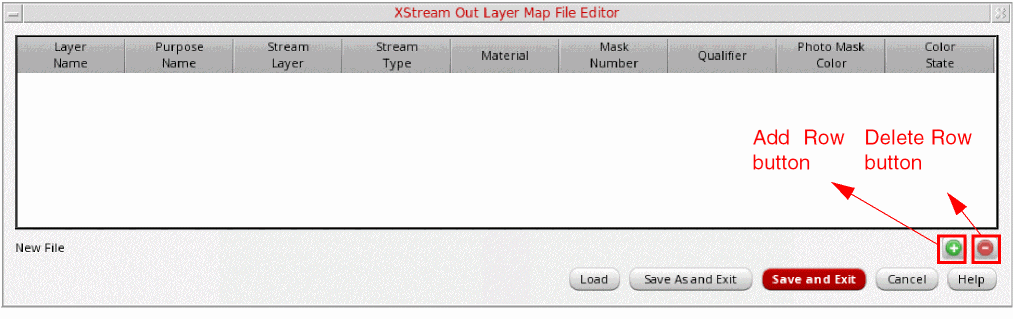 XStream Out Layer Map File Editor
Layer Name Purpose Name Stream Layer Stream Type Material Mask Number Qualifier Photo Mask Color Color State
Add Row button
Delete Row button
New File
Load Save As and Exit Save and Exit Cancel Help